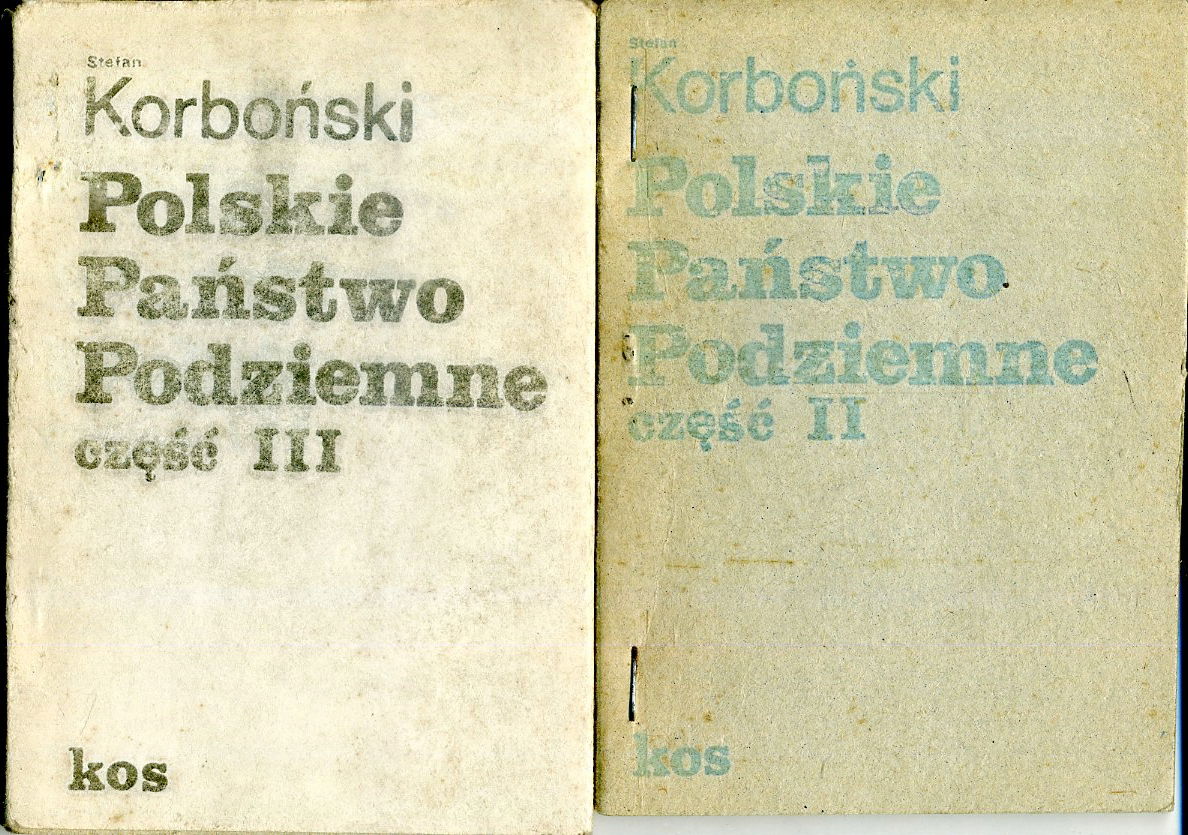 Stefan
Korboński
Polskie
Państwo
Podziemne
część III
kos
Stefan
Korboński
Polskie
Państwo
Podziemne
część II
kos